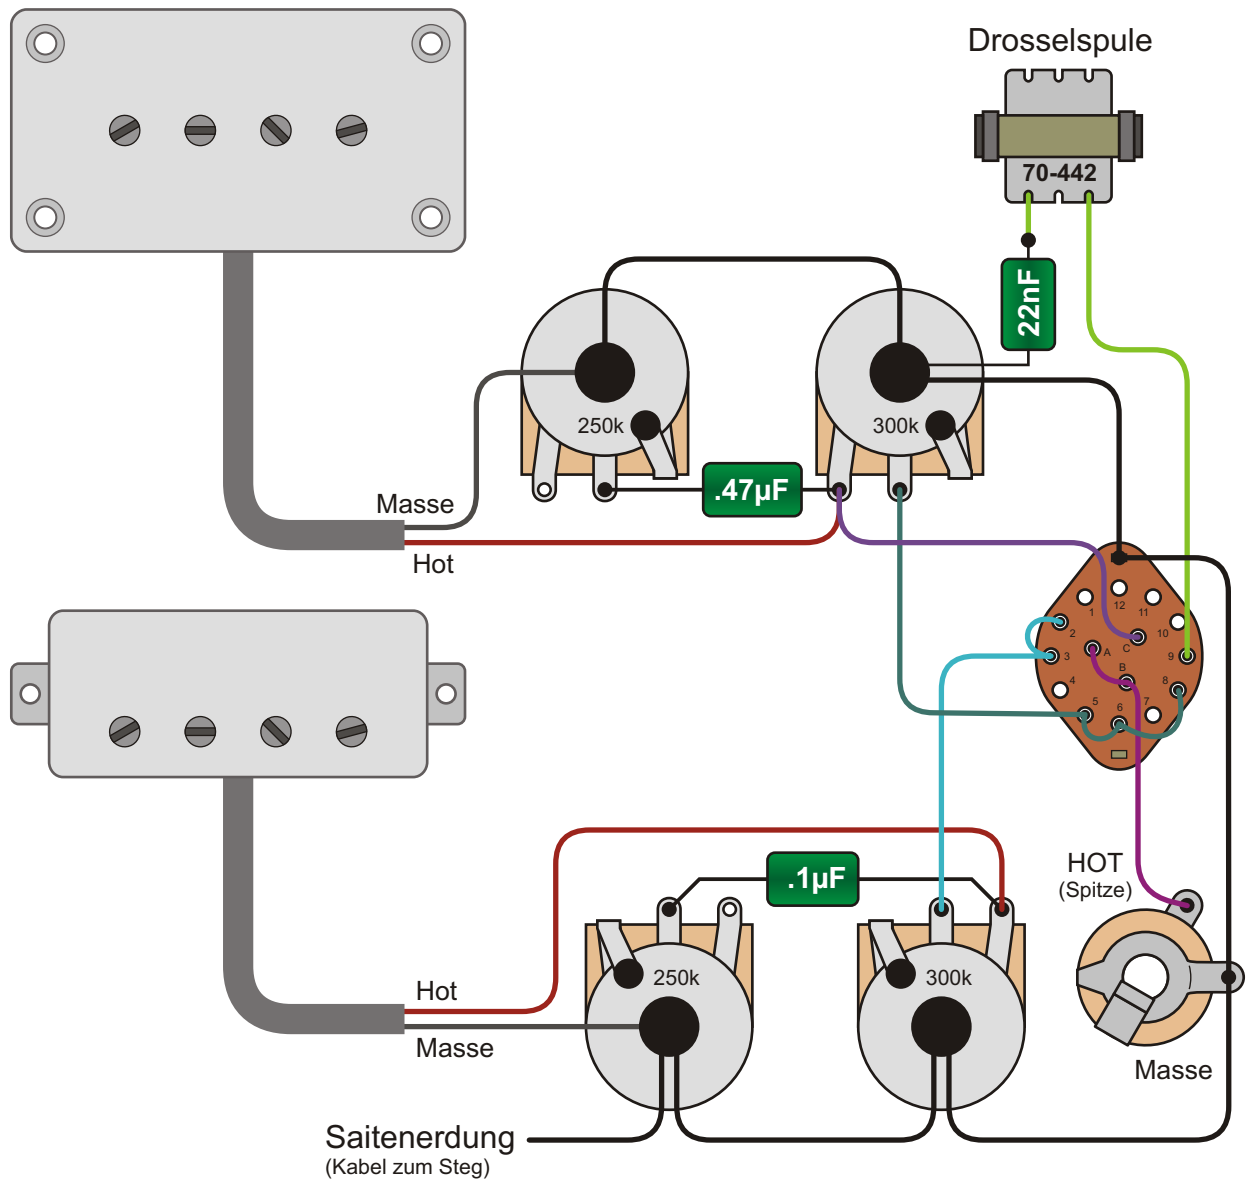 Drosselspule
70-442
22nF
250k
300k
.47µF
Masse
Hot
12
1
11
2
10
C
3
A
9
B
4
8
5
6
7
HOT
(Spitze)
.1µF
250k
300k
Hot
Masse
Masse
Saitenerdung
(Kabel zum Steg)